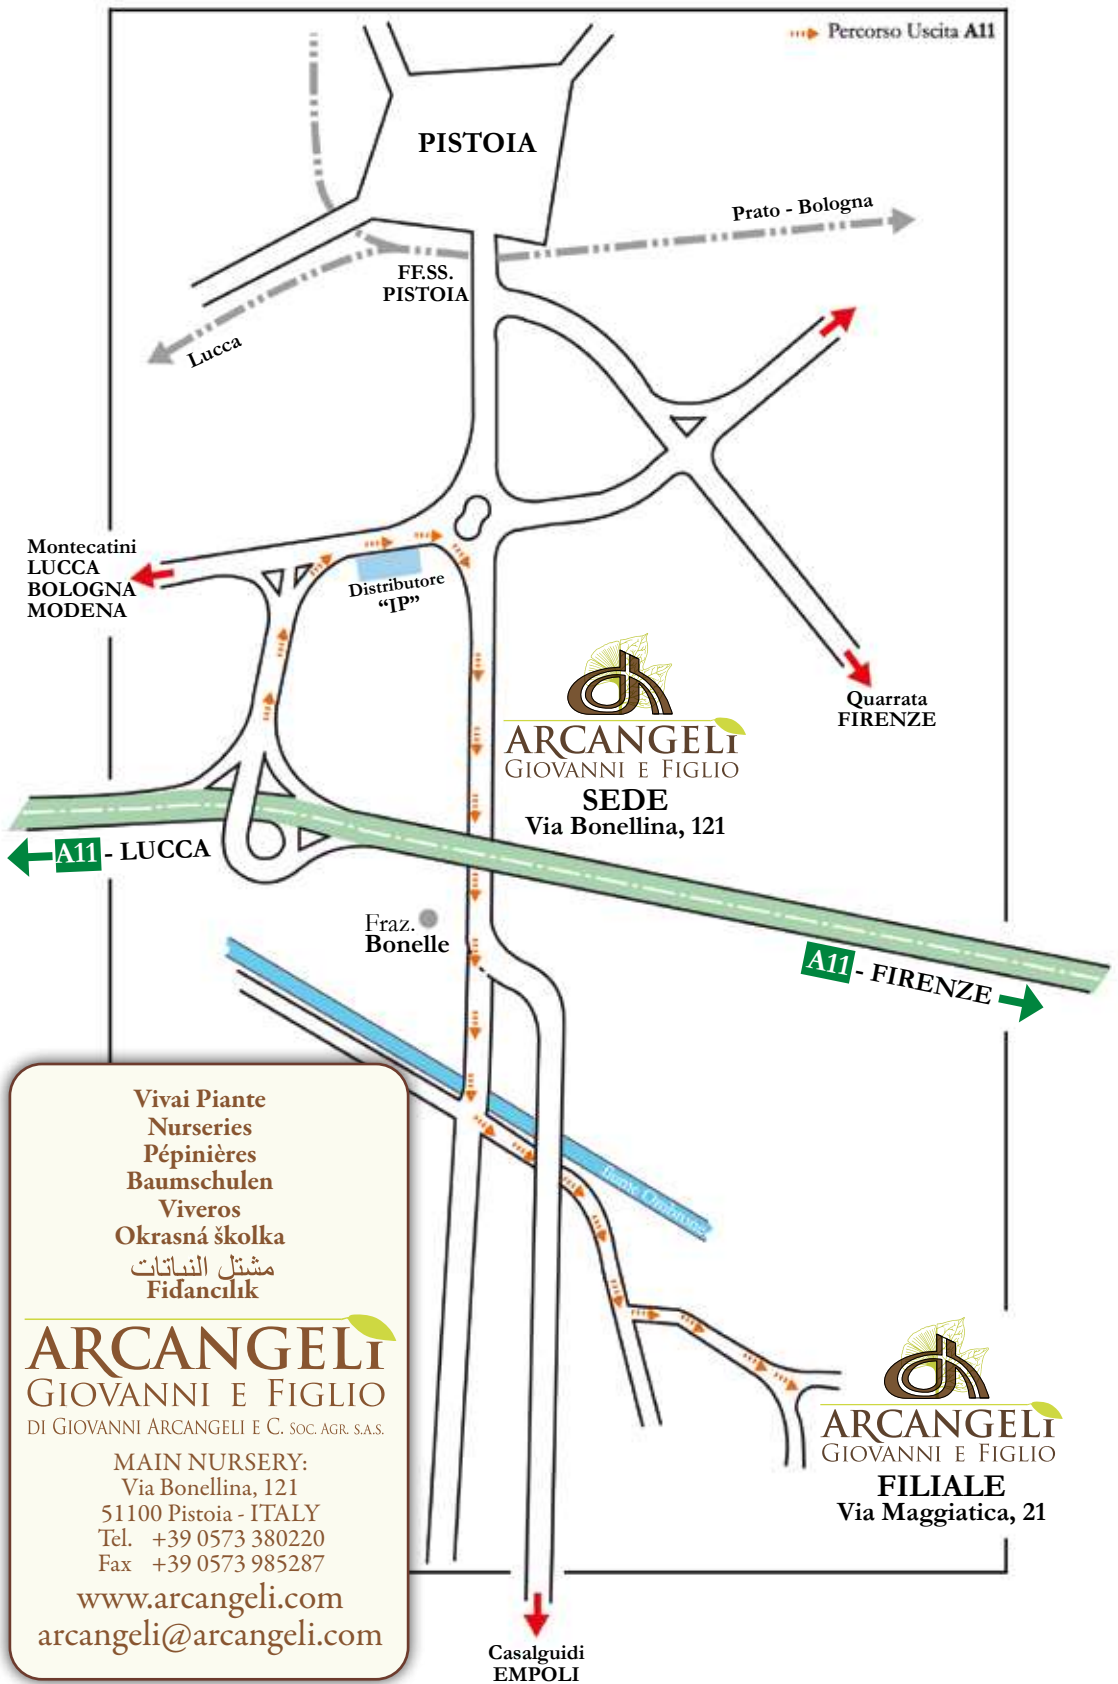 Percorso Uscita A11
PISTOIA
Prato - Bologna
FF.SS.
PISTOIA
Lucca
Montecatini
LUCCA
BOLOGNA
MODENA
Distributore
“IP”
Quarrata
FIRENZE
ARCANGELI
GIOVANNI E FIGLIO
SEDE
Via Bonellina, 121
A11 - LUCCA
Fraz.
Bonelle
A11 - FIRENZE
fiume Ombrone
Vivai Piante
Nurseries
Pépinières
Baumschulen
Viveros
Okrasná školka
مشتل النباتات
Fidancılık
ARCANGELI
GIOVANNI E FIGLIO
DI GIOVANNI ARCANGELI E C. SOC. AGR. S.A.S.
MAIN NURSERY:
Via Bonellina, 121
51100 Pistoia - ITALY
Tel. +39 0573 380220
Fax +39 0573 985287
www.arcangeli.com
arcangeli@arcangeli.com
ARCANGELI
GIOVANNI E FIGLIO
FILIALE
Via Maggiatica, 21
Casalguidi
EMPOLI